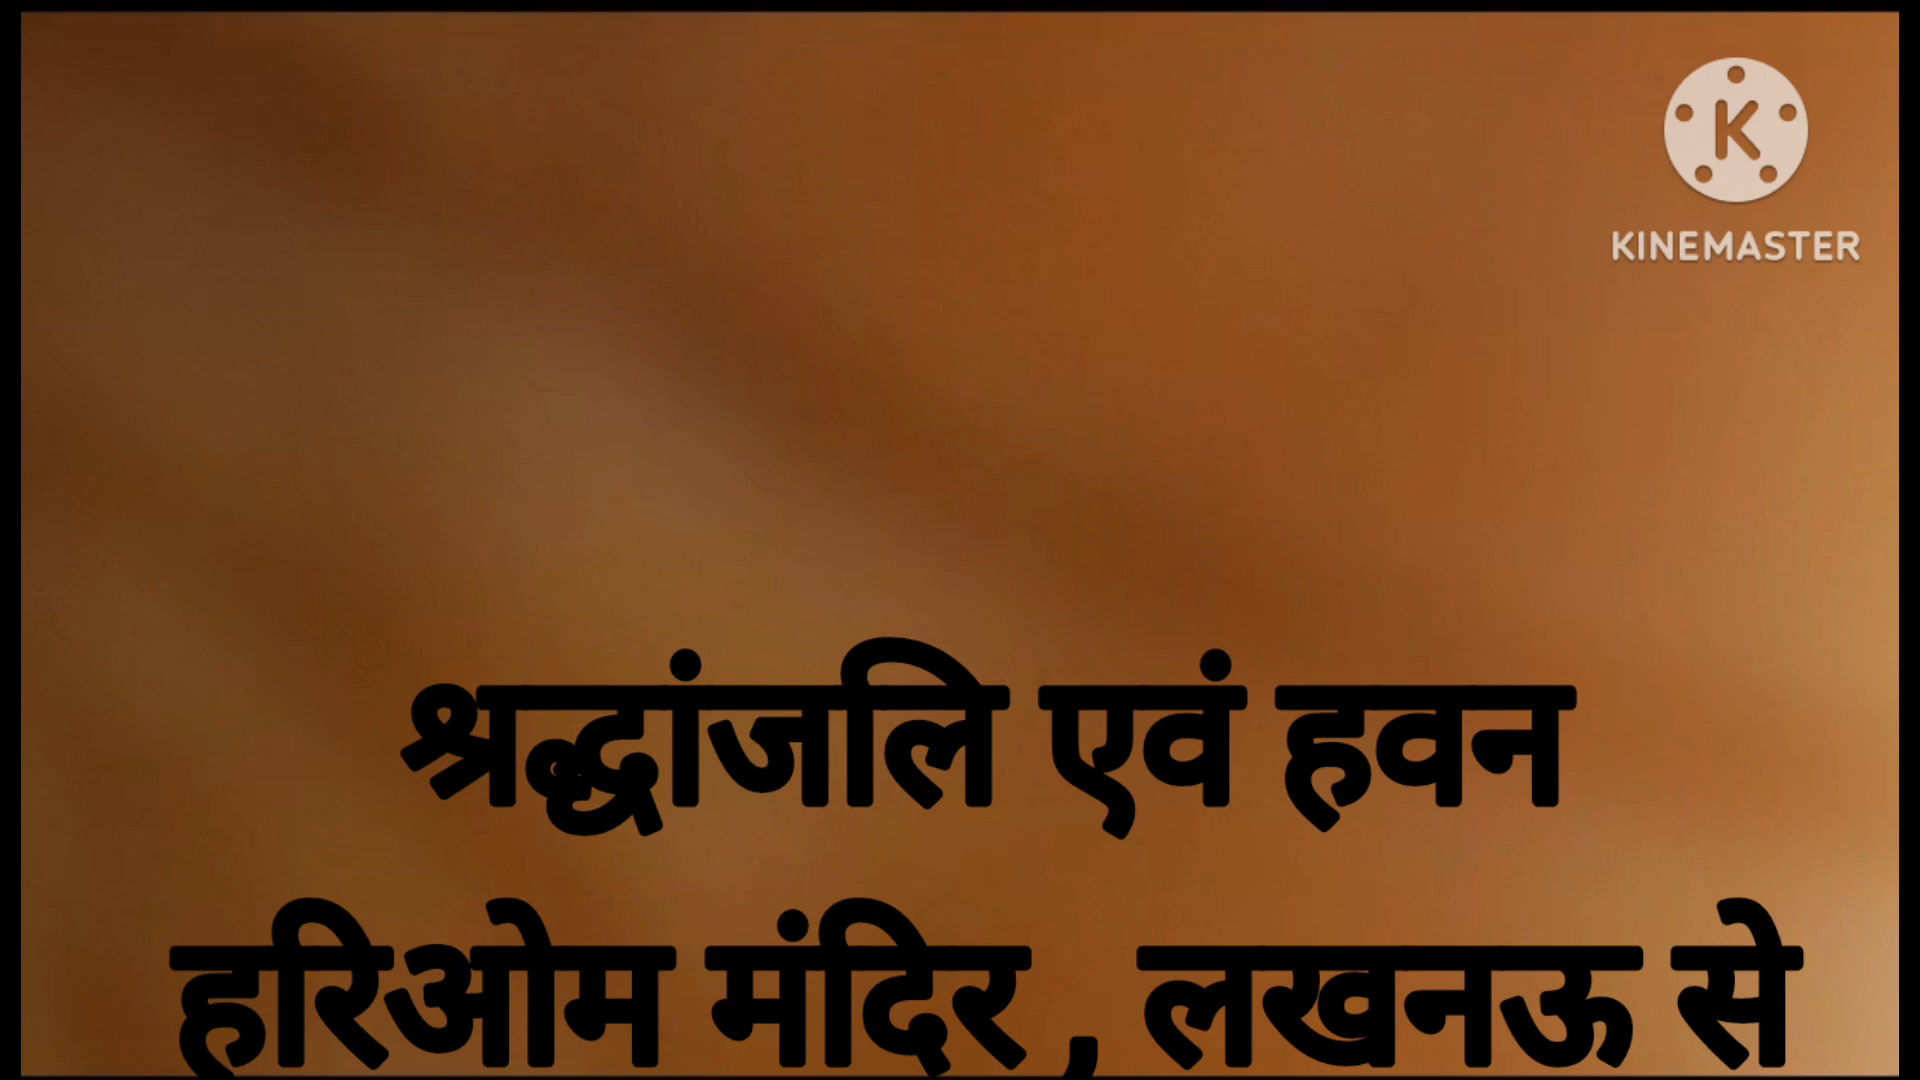 K
KINEMASTER
श्रद्धांजलि एवं हवन
हरिओम मंदिर , लखनऊ से